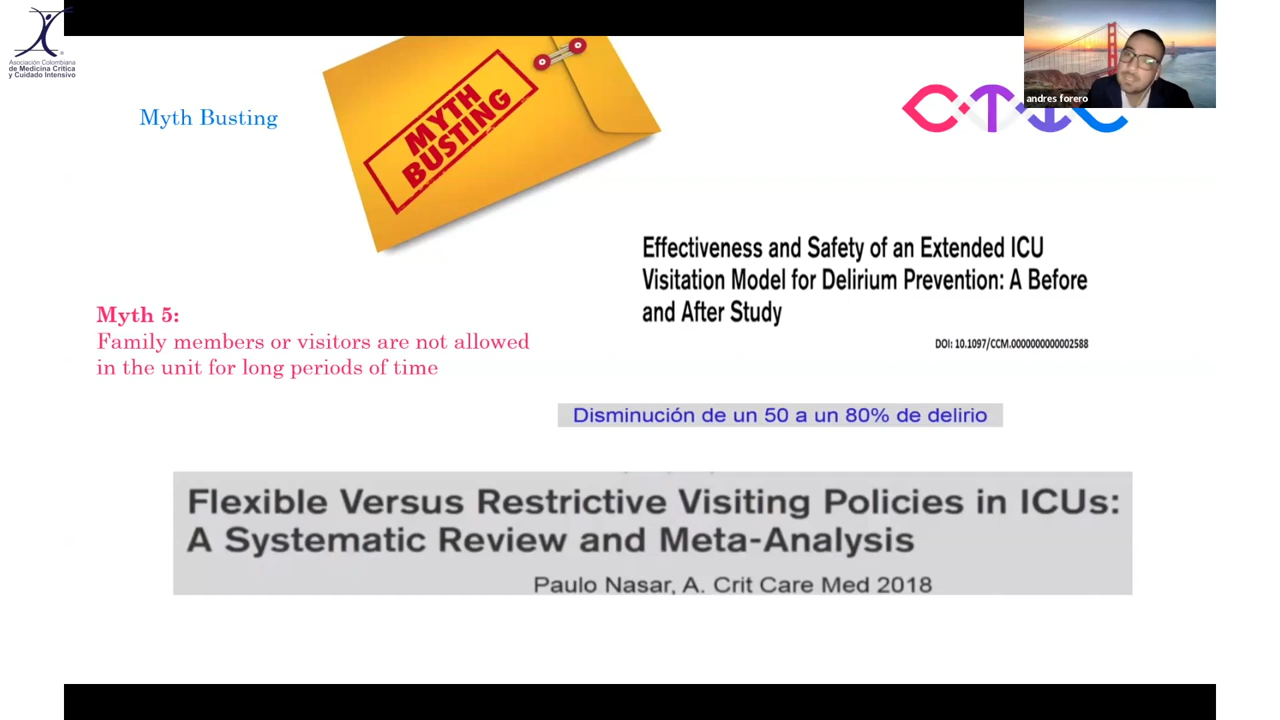 Asociación Colombiana
de Medicina Crítica
y Cuidado Intensivo
andres forero
Myth Busting
MYTH
BUSTING
CTIC
Effectiveness and Safety of an Extended ICU
Visitation Model for Delirium Prevention: A Before
and After Study
DOI: 10.1097/CCM.0000000000002588
Myth 5:
Family members or visitors are not allowed
in the unit for long periods of time
Disminución de un 50 a un 80% de delirio
Flexible Versus Restrictive Visiting Policies in ICUs:
A Systematic Review and Meta-Analysis
Paulo Nasar, A. Crit Care Med 2018